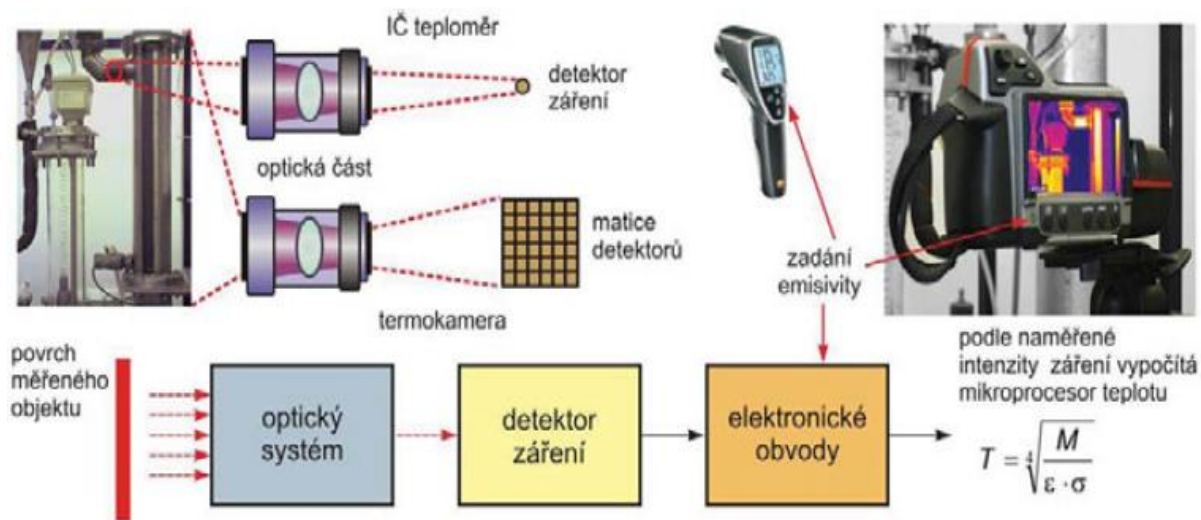 IČ teploměr
detektor
záření
optická část
matice
detektorů
termokamera
zadání
emisivity
povrch
měřeného
objektu
optický
systém
detektor
záření
elektronické
obvody
podle naměřené
intenzity záření vypočítá
mikroprocesor teplotu
T = ∜(M / (ε · σ))